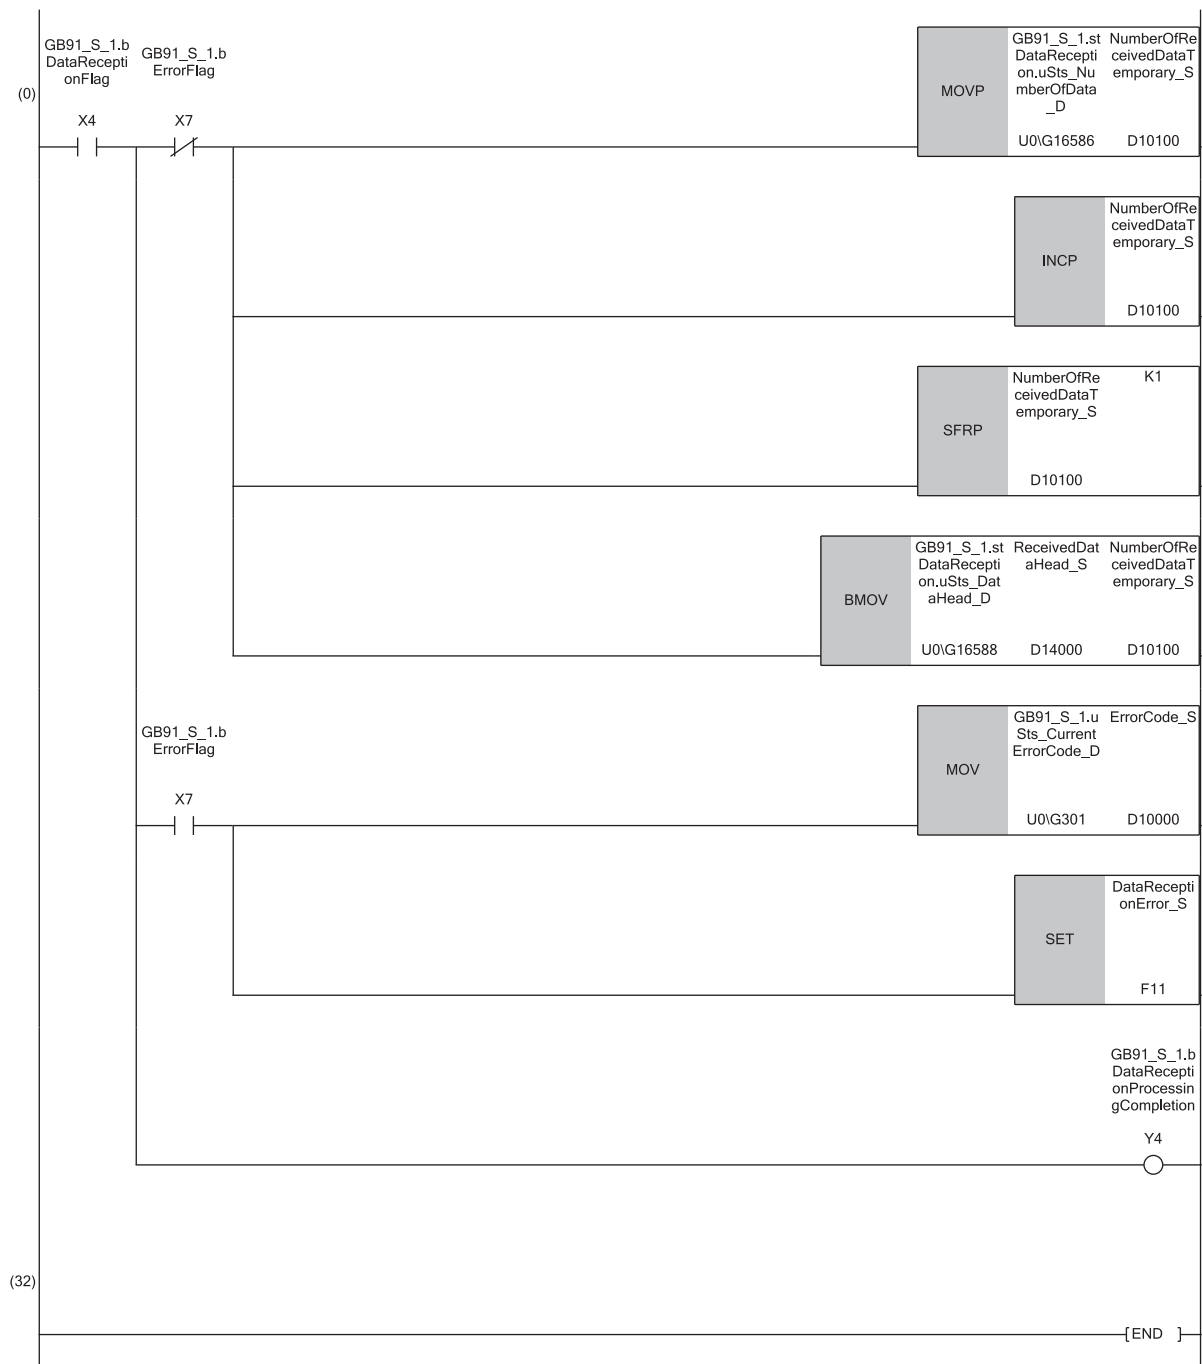 GB91_S_1.b
DataRecepti
onFlag
GB91_S_1.b
ErrorFlag
(0)
X4
X7
MOVP
GB91_S_1.st
DataRecepti
on.uSts_Nu
mberOfData
_D
NumberOfRe
ceivedDataT
emporary_S
U0\G16586
D10100
INCP
NumberOfRe
ceivedDataT
emporary_S
D10100
SFRP
NumberOfRe
ceivedDataT
emporary_S
K1
D10100
BMOV
GB91_S_1.st
DataRecepti
on.uSts_Dat
aHead_D
ReceivedDat
aHead_S
NumberOfRe
ceivedDataT
emporary_S
U0\G16588
D14000
D10100
GB91_S_1.b
ErrorFlag
X7
MOV
GB91_S_1.u
Sts_Current
ErrorCode_D
ErrorCode_S
U0\G301
D10000
SET
DataRecepti
onError_S
F11
GB91_S_1.b
DataRecepti
onProcessin
gCompletion
Y4
(32)
[END ]